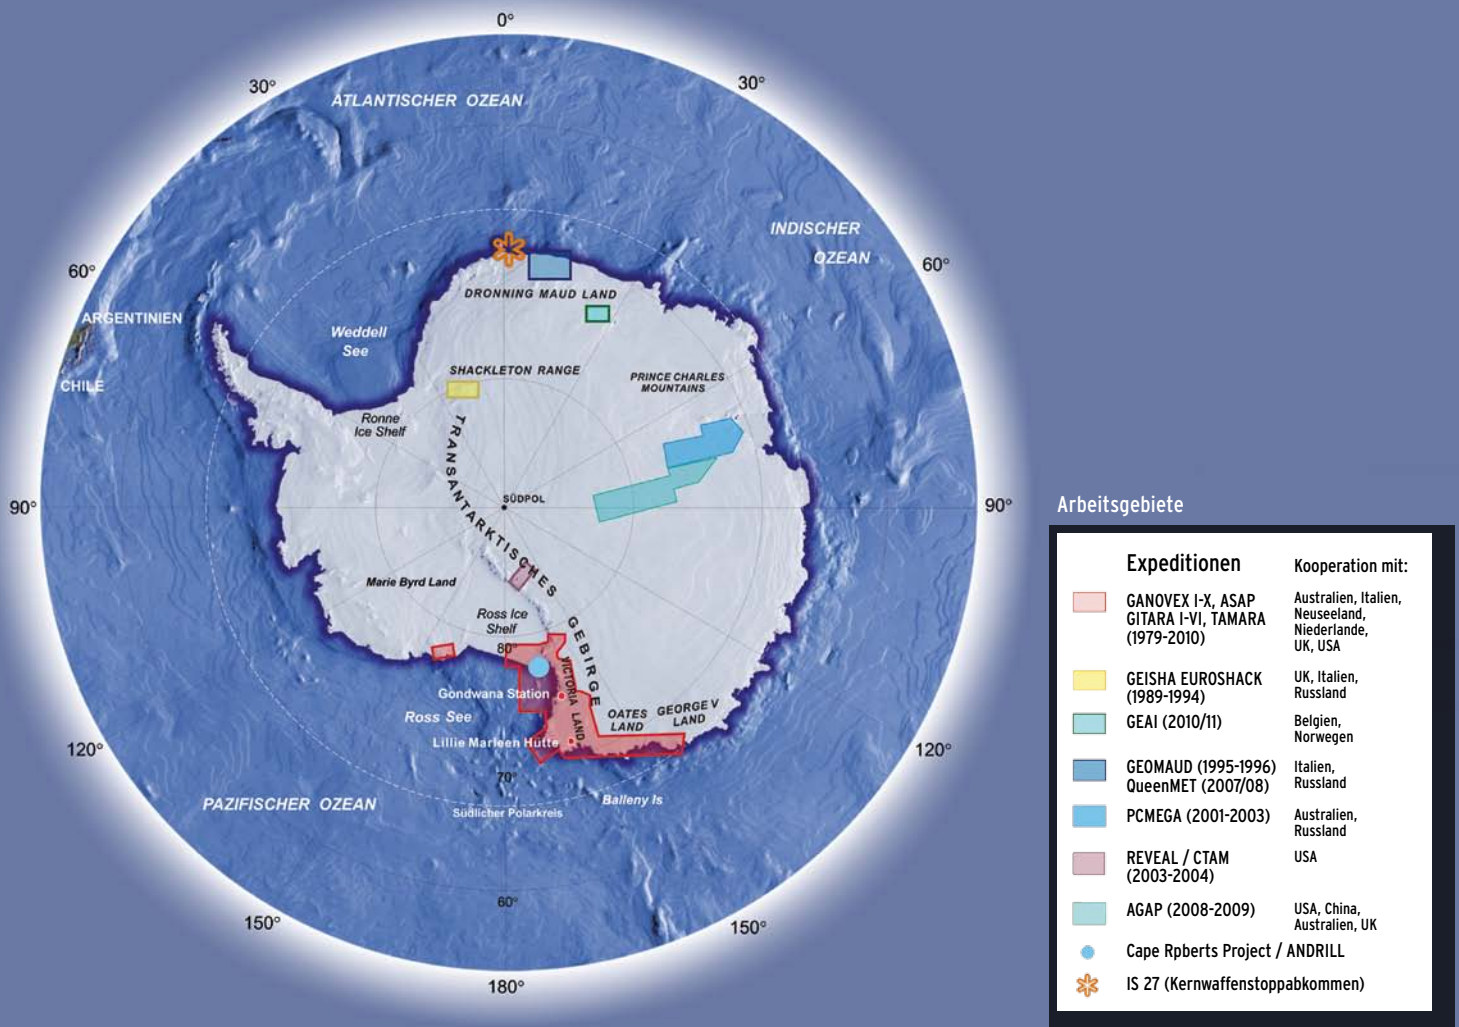 0°
30°
30°
ATLANTISCHER OZEAN
INDISCHER
OZEAN
60°
60°
ARGENTINIEN
CHILE
Weddell
See
DRONNING MAUD LAND
SHACKLETON RANGE
PRINCE CHARLES
MOUNTAINS
Ronne
Ice Shelf
TRANSANTARKTISCHES GEBIRGE
SÜDPOL
90°
90°
Marie Byrd Land
Ross Ice
Shelf
80°
VICTORIA LAND
Gondwana Station
Ross See
OATES
LAND
GEORGE V
LAND
Lillie Marleen Hütte
120°
120°
70°
PAZIFISCHER OZEAN
Balleny Is
Südlicher Polarkreis
60°
150°
150°
180°
Arbeitsgebiete
Expeditionen
Kooperation mit:
GANOVEX I-X, ASAP
GITARA I-VI, TAMARA
(1979-2010)
Australien, Italien,
Neuseeland,
Niederlande,
UK, USA
GEISHA EUROSHACK
(1989-1994)
UK, Italien,
Russland
GEAI (2010/11)
Belgien,
Norwegen
GEOMAUD (1995-1996)
QueenMET (2007/08)
Italien,
Russland
PCMEGA (2001-2003)
Australien,
Russland
REVEAL / CTAM
(2003-2004)
USA
AGAP (2008-2009)
USA, China,
Australien, UK
Cape Rpberts Project / ANDRILL
IS 27 (Kernwaffenstoppabkommen)